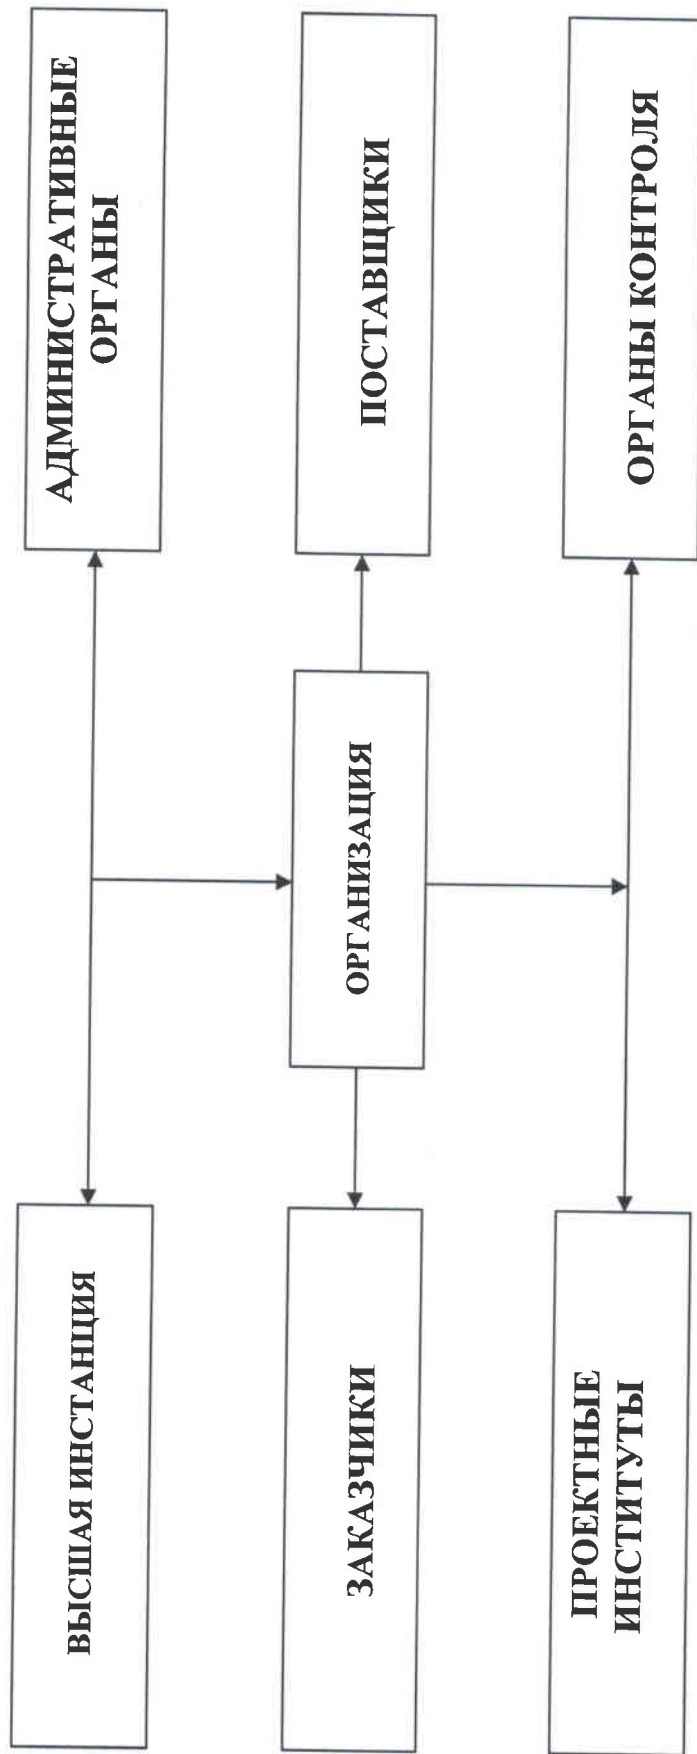 ВЫСШАЯ ИНСТАНЦИЯ
АДМИНИСТРАТИВНЫЕ
ОРГАНЫ
ЗАКАЗЧИКИ
ОРГАНИЗАЦИЯ
ПОСТАВЩИКИ
ПРОЕКТНЫЕ
ИНСТИТУТЫ
ОРГАНЫ КОНТРОЛЯ